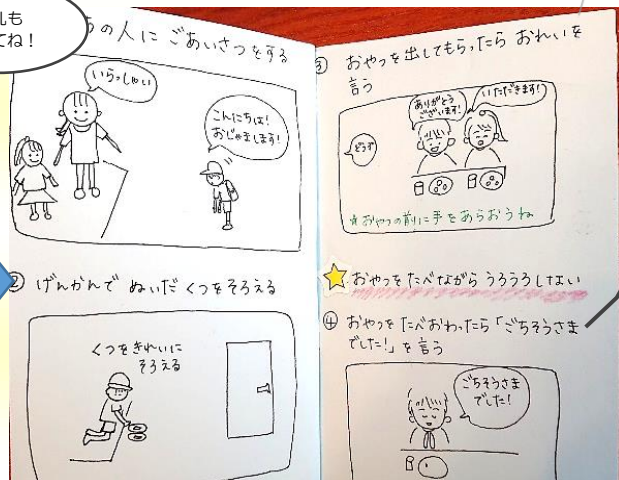 てね！
ちの人に ごあいさつをする
いらっしゃい
こんにちは！
おじゃまします！
② げんかんで ぬいだ くつをそろえる
くつをきれいに
そろえる
③ おやつを出してもらったら おれいを
言う
どうぞ
ありがとう
ございます！
いただきます！
☆おやつの前に手をあらおうね
おやつをたべながら うろうろしない
④ おやつをたべおわったら「ごちそうさま
でした！」を言う
ごちそうさま
でした！